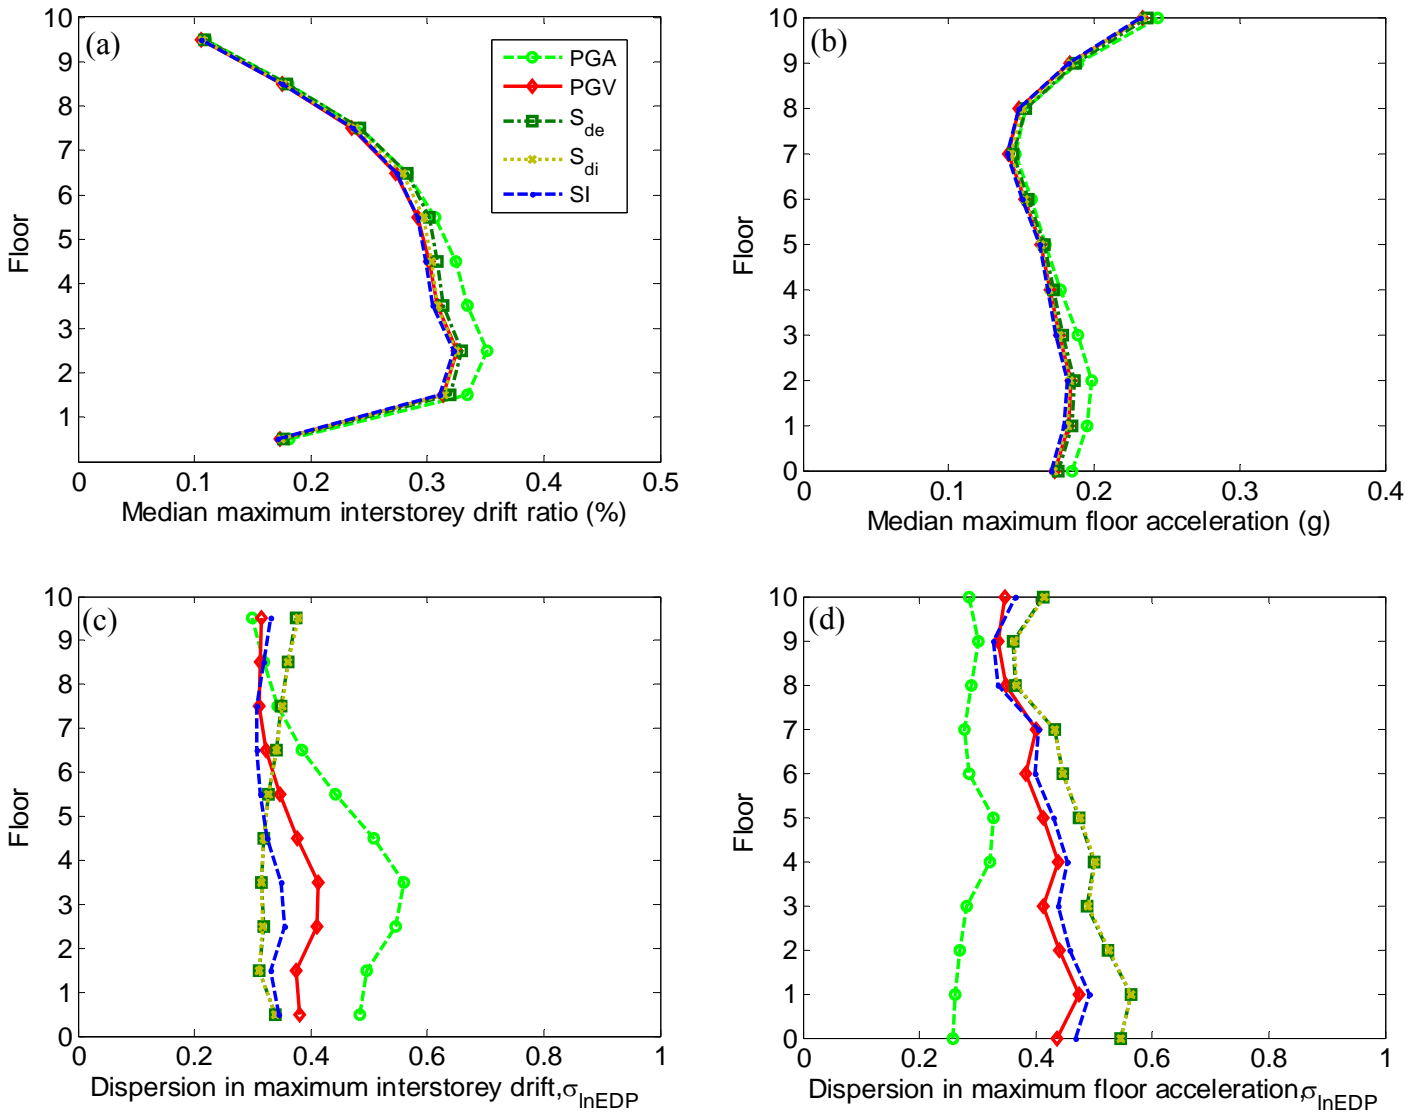 (a)
10
9
8
7
6
5
4
3
2
1
Floor
PGA
PGV
S_de
S_di
SI
0 0.1 0.2 0.3 0.4 0.5
Median maximum interstorey drift ratio (%)
(b)
10
9
8
7
6
5
4
3
2
1
0
Floor
0 0.1 0.2 0.3 0.4
Median maximum floor acceleration (g)
(c)
10
9
8
7
6
5
4
3
2
1
0
Floor
0 0.2 0.4 0.6 0.8 1
Dispersion in maximum interstorey drift,σ_lnEDP
(d)
10
9
8
7
6
5
4
3
2
1
0
Floor
0 0.2 0.4 0.6 0.8 1
Dispersion in maximum floor acceleration,σ_lnEDP